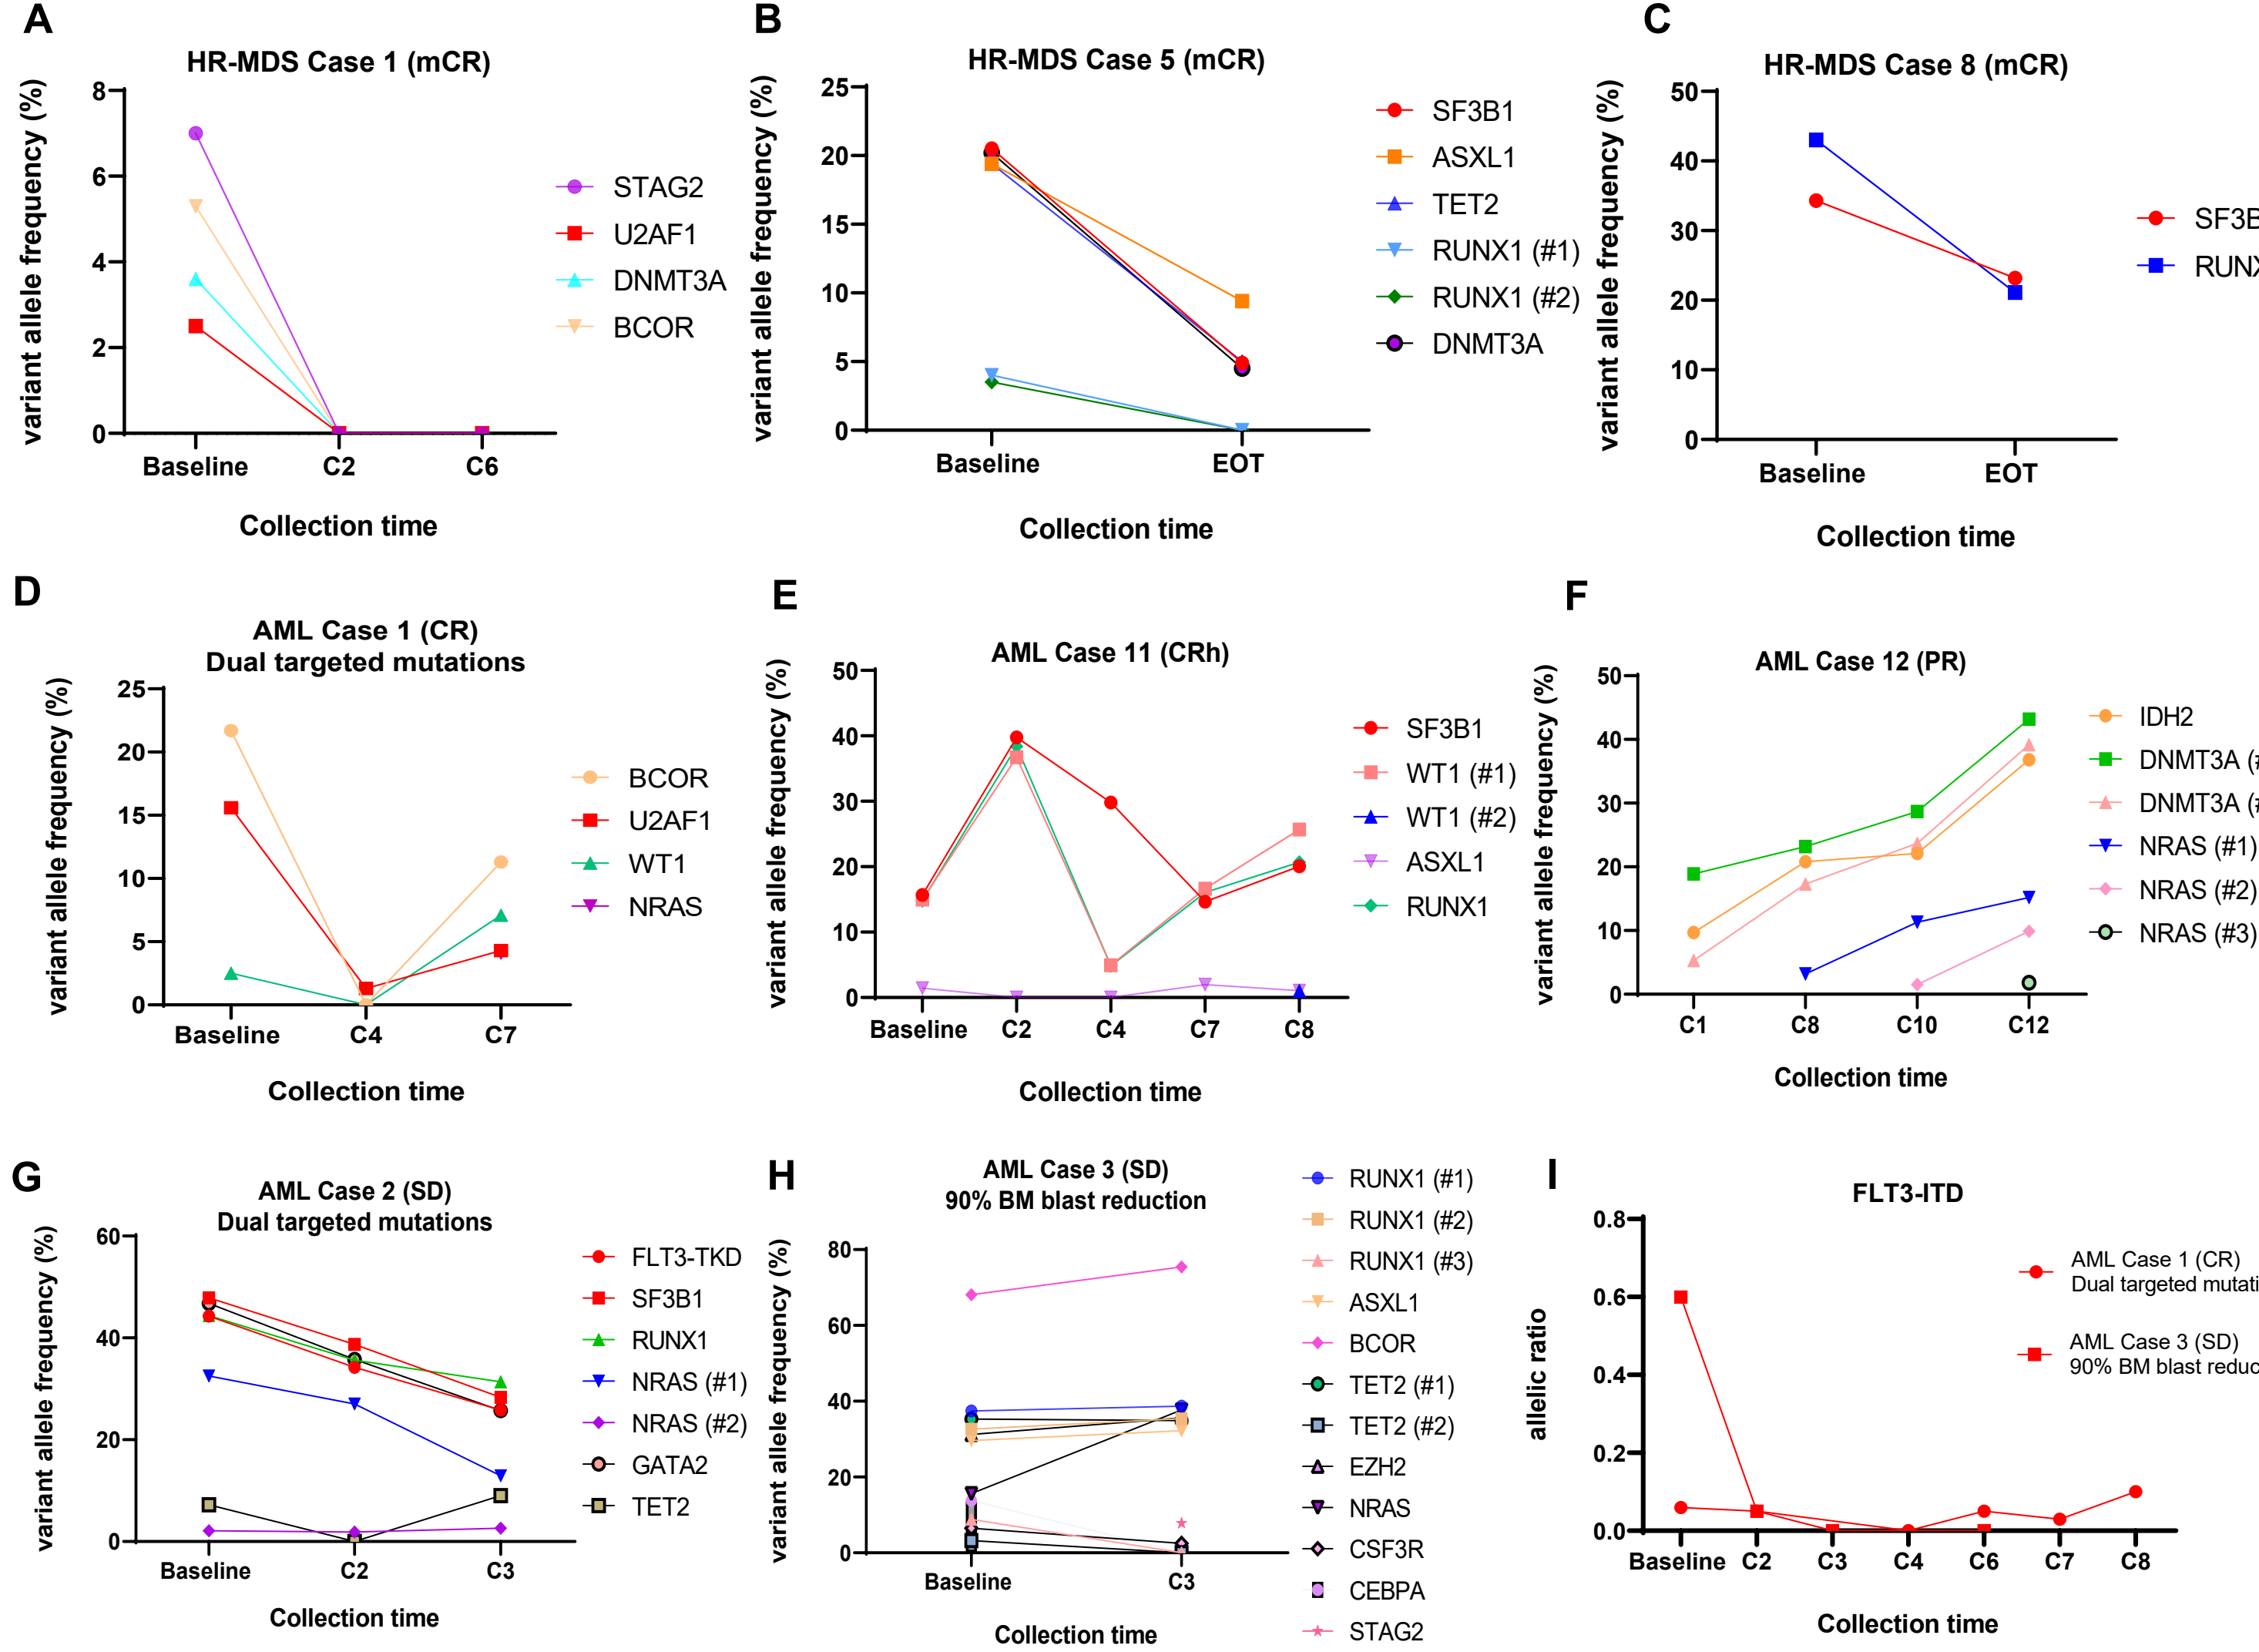 A
HR-MDS Case 1 (mCR)
variant allele frequency (%)
8
6
4
2
0
Baseline C2 C6
Collection time
STAG2
U2AF1
DNMT3A
BCOR
B
HR-MDS Case 5 (mCR)
variant allele frequency (%)
25
20
15
10
5
0
Baseline EOT
Collection time
SF3B1
ASXL1
TET2
RUNX1 (#1)
RUNX1 (#2)
DNMT3A
C
HR-MDS Case 8 (mCR)
variant allele frequency (%)
50
40
30
20
10
0
Baseline EOT
Collection time
SF3B
RUNX
D
AML Case 1 (CR)
Dual targeted mutations
variant allele frequency (%)
25
20
15
10
5
0
Baseline C4 C7
Collection time
BCOR
U2AF1
WT1
NRAS
E
AML Case 11 (CRh)
variant allele frequency (%)
50
40
30
20
10
0
Baseline C2 C4 C7 C8
Collection time
SF3B1
WT1 (#1)
WT1 (#2)
ASXL1
RUNX1
F
AML Case 12 (PR)
variant allele frequency (%)
50
40
30
20
10
0
C1 C8 C10 C12
Collection time
IDH2
DNMT3A (#
DNMT3A (#
NRAS (#1)
NRAS (#2)
NRAS (#3)
G
AML Case 2 (SD)
Dual targeted mutations
variant allele frequency (%)
60
40
20
0
Baseline C2 C3
Collection time
FLT3-TKD
SF3B1
RUNX1
NRAS (#1)
NRAS (#2)
GATA2
TET2
H
AML Case 3 (SD)
90% BM blast reduction
variant allele frequency (%)
80
60
40
20
0
Baseline C3
Collection time
RUNX1 (#1)
RUNX1 (#2)
RUNX1 (#3)
ASXL1
BCOR
TET2 (#1)
TET2 (#2)
EZH2
NRAS
CSF3R
CEBPA
STAG2
I
FLT3-ITD
allelic ratio
0.8
0.6
0.4
0.2
0.0
Baseline C2 C3 C4 C6 C7 C8
Collection time
AML Case 1 (CR)
Dual targeted mutati
AML Case 3 (SD)
90% BM blast reduc